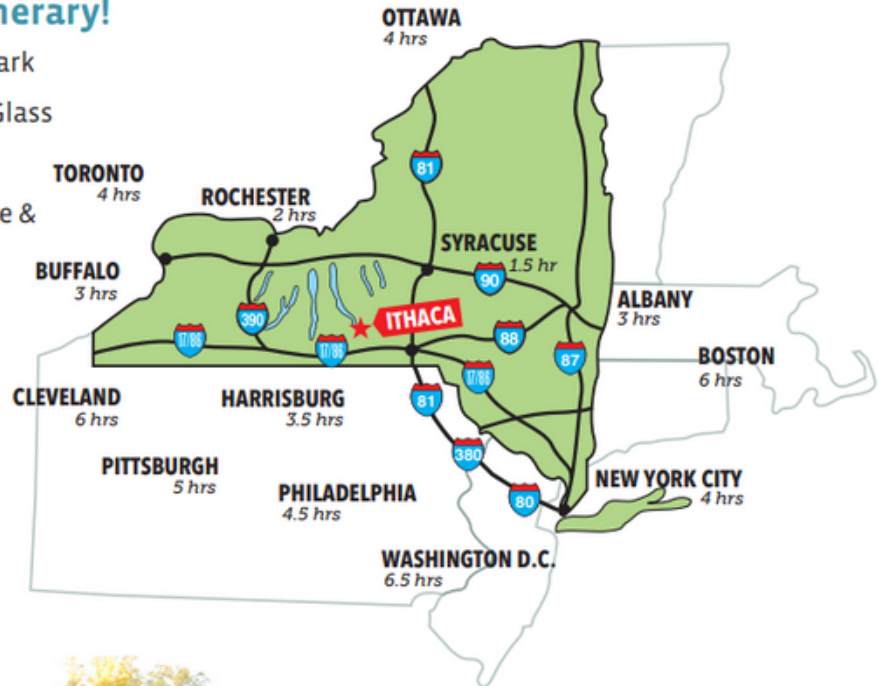 nerary!
ark
Glass
e &
OTTAWA
4 hrs
TORONTO
4 hrs
ROCHESTER
2 hrs
81
SYRACUSE
1.5 hr
90
BUFFALO
3 hrs
390
ITHACA
ALBANY
3 hrs
17/86
17/86
88
87
BOSTON
6 hrs
17/86
CLEVELAND
6 hrs
HARRISBURG
3.5 hrs
81
380
PITTSBURGH
5 hrs
PHILADELPHIA
4.5 hrs
80
NEW YORK CITY
4 hrs
WASHINGTON D.C.
6.5 hrs